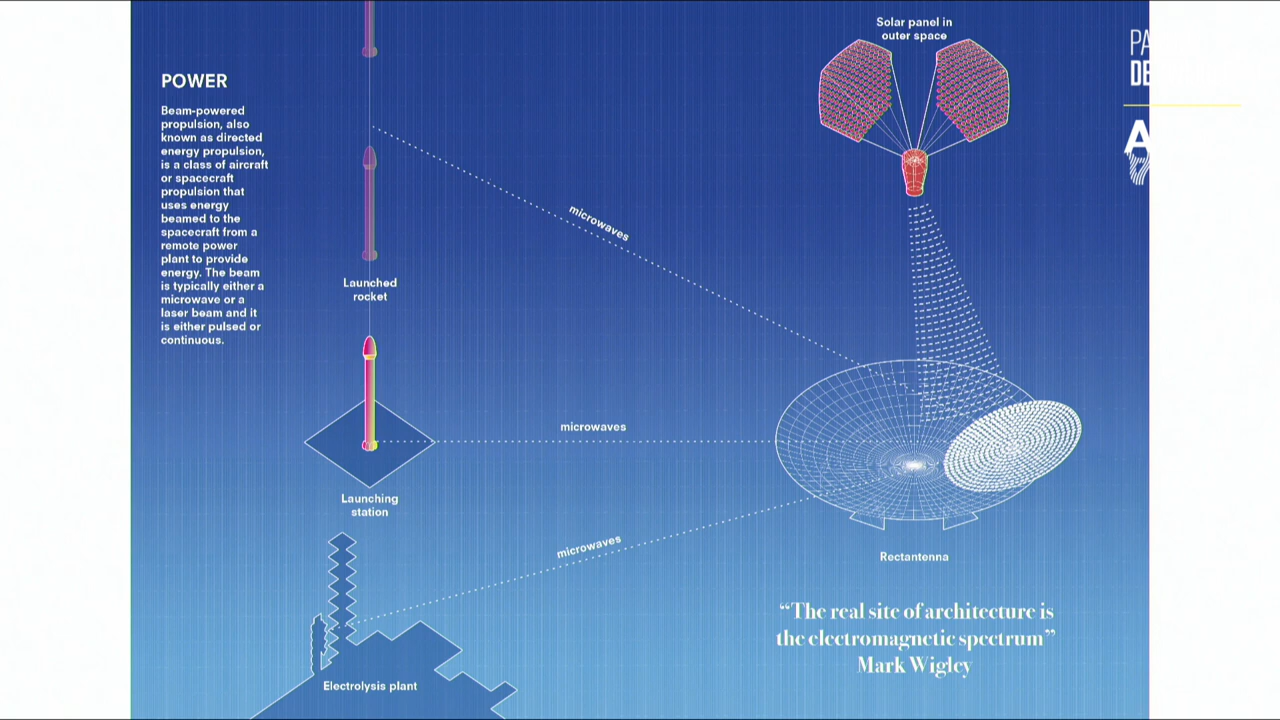 POWER
Beam-powered
propulsion, also
known as directed
energy propulsion,
is a class of aircraft
or spacecraft
propulsion that
uses energy
beamed to the
spacecraft from a
remote power
plant to provide
energy. The beam
is typically either a
microwave or a
laser beam and it
is either pulsed or
continuous.
Launched
rocket
Launching
station
Electrolysis plant
microwaves
microwaves
microwaves
Solar panel in
outer space
Rectantenna
“The real site of architecture is
the electromagnetic spectrum”
Mark Wigley
PA
DE
A